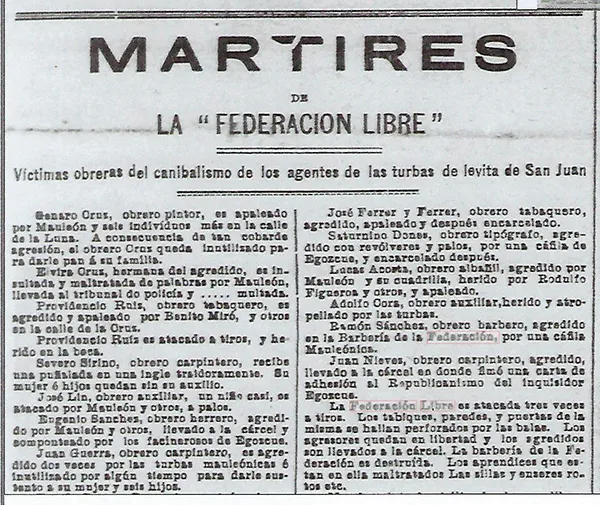 MARTIRES
DE
LA "FEDERACION LIBRE"
Víctimas obreras del canibalismo de los agentes de las turbas de levita de San Juan
Genaro Cruz, obrero pintor, es apaleado
por Mauleón y seis individuos más en la calle
de la Luna. A consecuencia de tan cobarde
agresión, el obrero Cruz queda inutilizado pa
para darle pan á su familia.
Elvira Cruz, hermana del agredido, es in-
sultada y maltratada de palabras por Mauleón,
llevada al tribunal de policía y ..... multada.
Providencio Ruiz, obrero tabaquero, es
agredido y apaleado por Benito Miró, y otros
en la calle de la Cruz.
Providencio Ruiz es atacado a tiros, y he-
rido en la boca.
Severo Sirino, obrero carpintero, recibe
una puñalada en una ingle traidoramente. Su
mujer é hijos quedan sin su auxilio.
José Lin, obrero auxiliar, un niño casi, es
atacado por Mauleón y otros, a palos.
Eugenio Sanches, obrero herrero, agredi-
do por Mauleón y otros, llevado á la cárcel y
componteado por los facinerosos de Egozcue.
Juan Guerra, obrero carpintero, es agre-
dido dos veces por las turbas mauleónicas é
inutilizado por algún tiempo para darle sus-
tento a su mujer y seis hijos.
José Ferrer y Ferrer, obrero tabaquero,
agredido, apaleado y después encarcelado.
Saturnino Dones, obrero tipógrafo, agre-
dido con revólveres y palos, por una cáfila de
Egozcue, y encarcelado después.
Lucas Acosta, obrero albañil, agredido por
Mauleón y su cuadrilla, herido por Rodulfo
Figueroa y otros, y apaleado.
Adolfo Cora, obrero auxiliar, herido y atro-
pellado por las turbas.
Ramón Sánchez, obrero barbero, agredido
en la Barbería de la Federación, por una cáfila
Mauleónica.
Juan Nieves, obrero carpintero, agredido,
llevado a la cárcel en donde fimó una carta de
adhesión al Republicanismo del inquisidor
Egozcue.
La Federación Libre es atacada tres veces
a tiros. Los tabiques, paredes, y puertas de la
misma se hallan perforados por las balas. Los
agresores quedan en libertad y los agredidos
son llevados a la cárcel. La barbería de la Fe-
deración es destruída. Los aprendices que es-
tan en ella maltratados Las sillas y enseres ro-
tos etc.